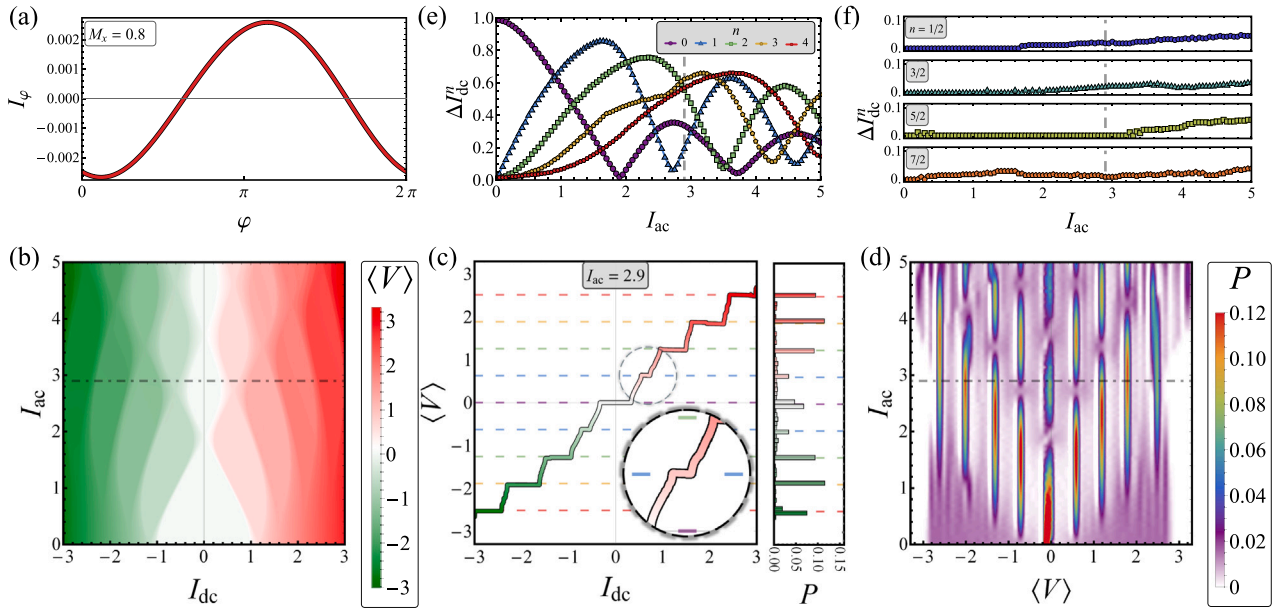 (a)
M_x = 0.8
I_φ
0.002
0.001
0.000
−0.001
−0.002
0
π
2 π
φ
(e)
ΔI^n_dc
1.0
0.8
0.6
0.4
0.2
0.0
n
0 1 2 3 4
0 1 2 3 4 5
I_ac
(f)
ΔI^n_dc
n = 1/2
0.1
0.
3/2
0.1
0.
5/2
0.1
0.
7/2
0.1
0.
0 1 2 3 4 5
I_ac
(b)
I_ac
5
4
3
2
1
0
−3 −2 −1 0 1 2 3
I_dc
⟨V⟩
3
2
1
0
−1
−2
−3
(c)
I_ac = 2.9
⟨V⟩
3
2
1
0
−1
−2
−3
−3 −2 −1 0 1 2 3
I_dc
0.00 0.05 0.10 0.15
P
(d)
I_ac
5
4
3
2
1
0
−3 −2 −1 0 1 2 3
⟨V⟩
P
0.12
0.10
0.08
0.06
0.04
0.02
0